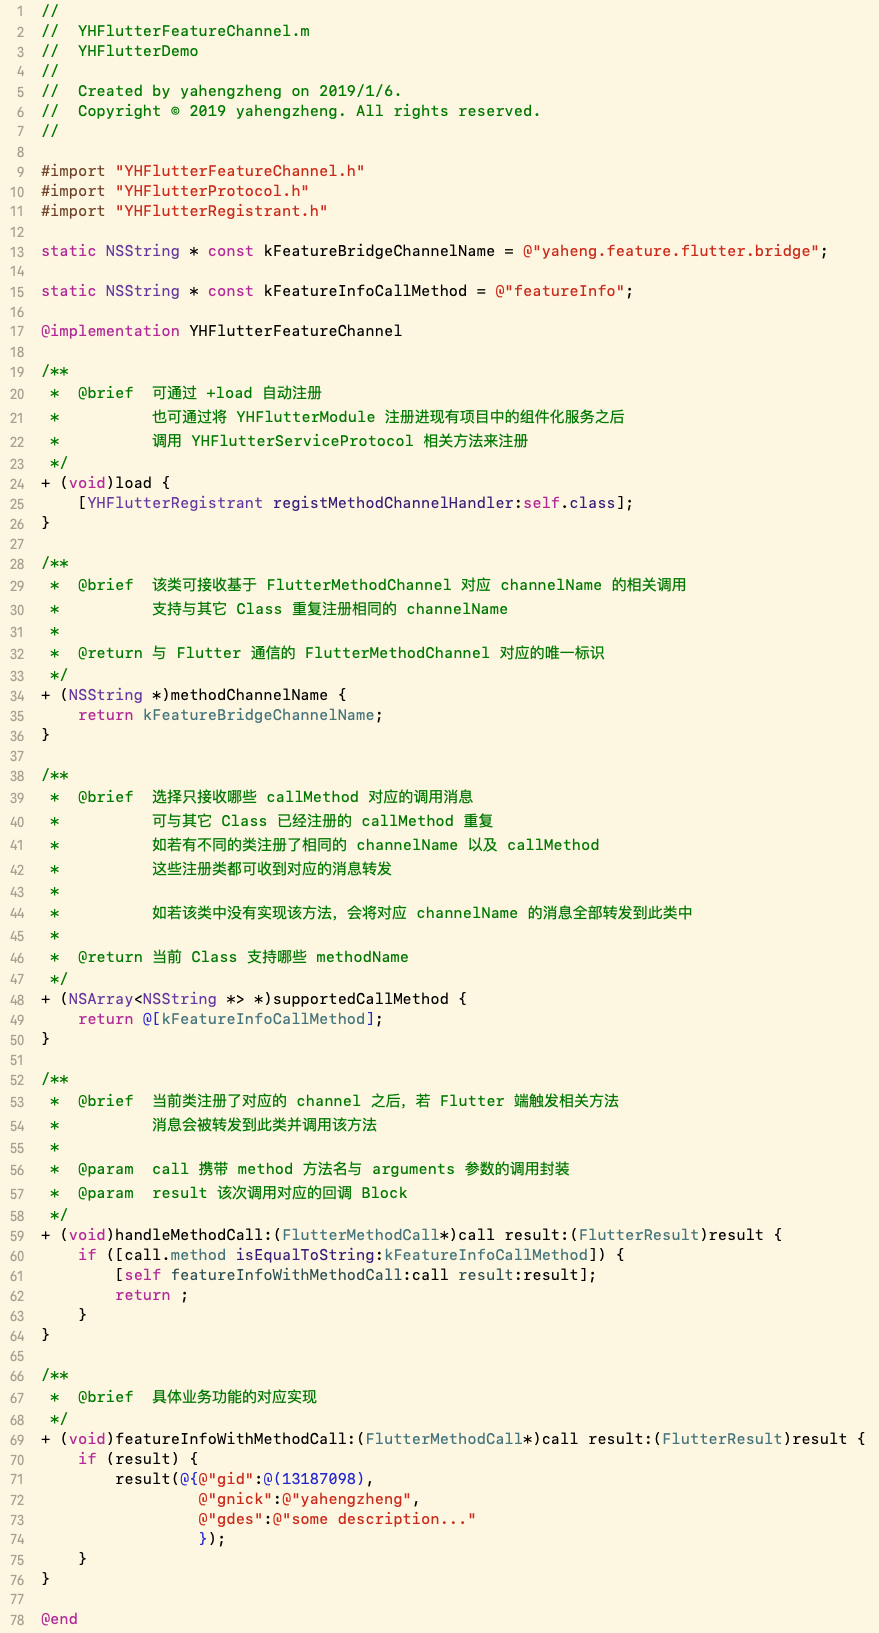 1 //
2 //  YHFlutterFeatureChannel.m
3 //  YHFlutterDemo
4 //
5 //  Created by yahengzheng on 2019/1/6.
6 //  Copyright © 2019 yahengzheng. All rights reserved.
7 //
8
9 #import "YHFlutterFeatureChannel.h"
10 #import "YHFlutterProtocol.h"
11 #import "YHFlutterRegistrant.h"
12
13 static NSString * const kFeatureBridgeChannelName = @"yaheng.feature.flutter.bridge";
14
15 static NSString * const kFeatureInfoCallMethod = @"featureInfo";
16
17 @implementation YHFlutterFeatureChannel
18
19 /**
20  *  @brief  可通过 +load 自动注册
21  *          也可通过将 YHFlutterModule 注册进现有项目中的组件化服务之后
22  *          调用 YHFlutterServiceProtocol 相关方法来注册
23  */
24 + (void)load {
25     [YHFlutterRegistrant registMethodChannelHandler:self.class];
26 }
27
28 /**
29  *  @brief  该类可接收基于 FlutterMethodChannel 对应 channelName 的相关调用
30  *          支持与其它 Class 重复注册相同的 channelName
31  *
32  *  @return 与 Flutter 通信的 FlutterMethodChannel 对应的唯一标识
33  */
34 + (NSString *)methodChannelName {
35     return kFeatureBridgeChannelName;
36 }
37
38 /**
39  *  @brief  选择只接收哪些 callMethod 对应的调用消息
40  *          可与其它 Class 已经注册的 callMethod 重复
41  *          如若有不同的类注册了相同的 channelName 以及 callMethod
42  *          这些注册类都可收到对应的消息转发
43  *
44  *          如若该类中没有实现该方法，会将对应 channelName 的消息全部转发到此类中
45  *
46  *  @return 当前 Class 支持哪些 methodName
47  */
48 + (NSArray<NSString *> *)supportedCallMethod {
49     return @[kFeatureInfoCallMethod];
50 }
51
52 /**
53  *  @brief  当前类注册了对应的 channel 之后，若 Flutter 端触发相关方法
54  *          消息会被转发到此类并调用该方法
55  *
56  *  @param  call 携带 method 方法名与 arguments 参数的调用封装
57  *  @param  result 该次调用对应的回调 Block
58  */
59 + (void)handleMethodCall:(FlutterMethodCall*)call result:(FlutterResult)result {
60     if ([call.method isEqualToString:kFeatureInfoCallMethod]) {
61         [self featureInfoWithMethodCall:call result:result];
62         return ;
63     }
64 }
65
66 /**
67  *  @brief  具体业务功能的对应实现
68  */
69 + (void)featureInfoWithMethodCall:(FlutterMethodCall*)call result:(FlutterResult)result {
70     if (result) {
71         result(@{@"gid":@(13187098),
72                  @"gnick":@"yahengzheng",
73                  @"gdes":@"some description..."
74                  });
75     }
76 }
77
78 @end